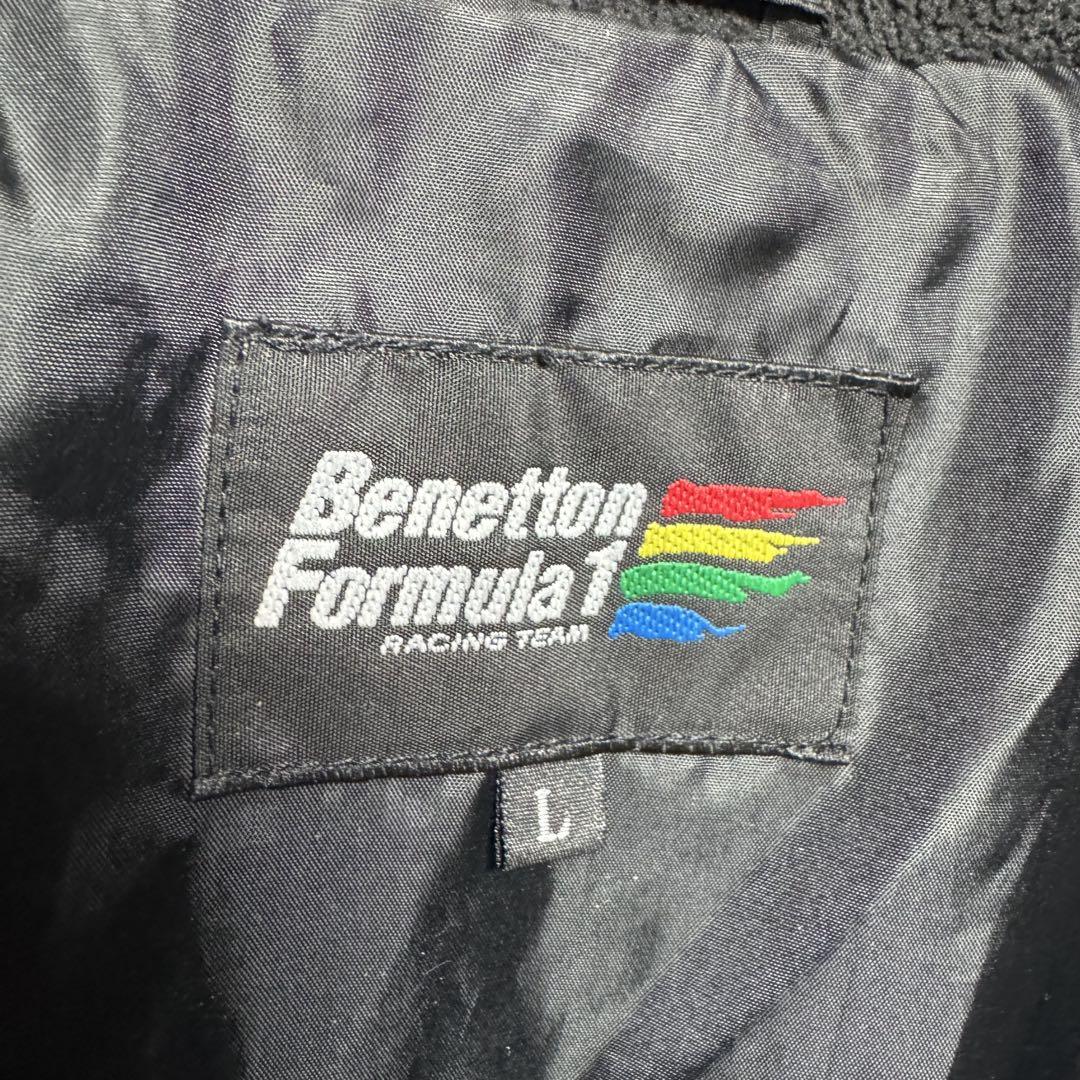 Benetton
Formula 1
RACING TEAM
L